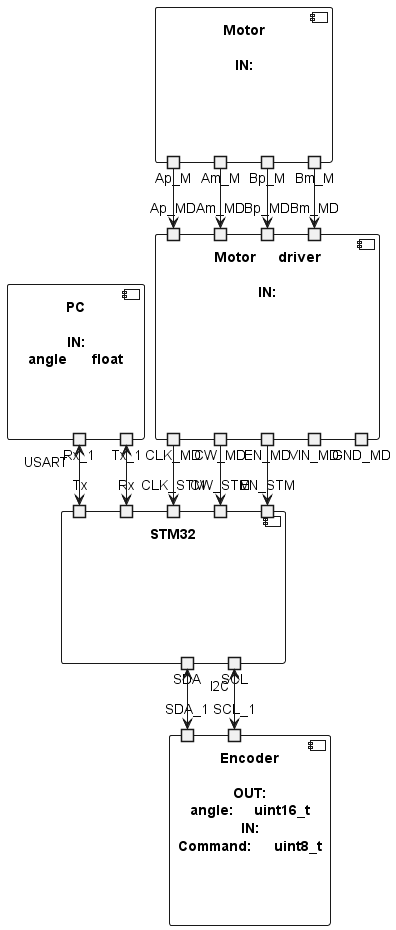 Motor
IN:
Ap_M Am_M Bp_M Bm_M
Ap_MD Am_MD Bp_MD Bm_MD
Motor driver
IN:
PC
IN:
angle float
Rx_1 Tx_1 CLK_MD CW_MD EN_MD VIN_MD GND_MD
USART
Tx Rx CLK_STM CW_STM EN_STM
STM32
SDA SCL
I2C
SDA_1 SCL_1
Encoder
OUT:
angle: uint16_t
IN:
Command: uint8_t